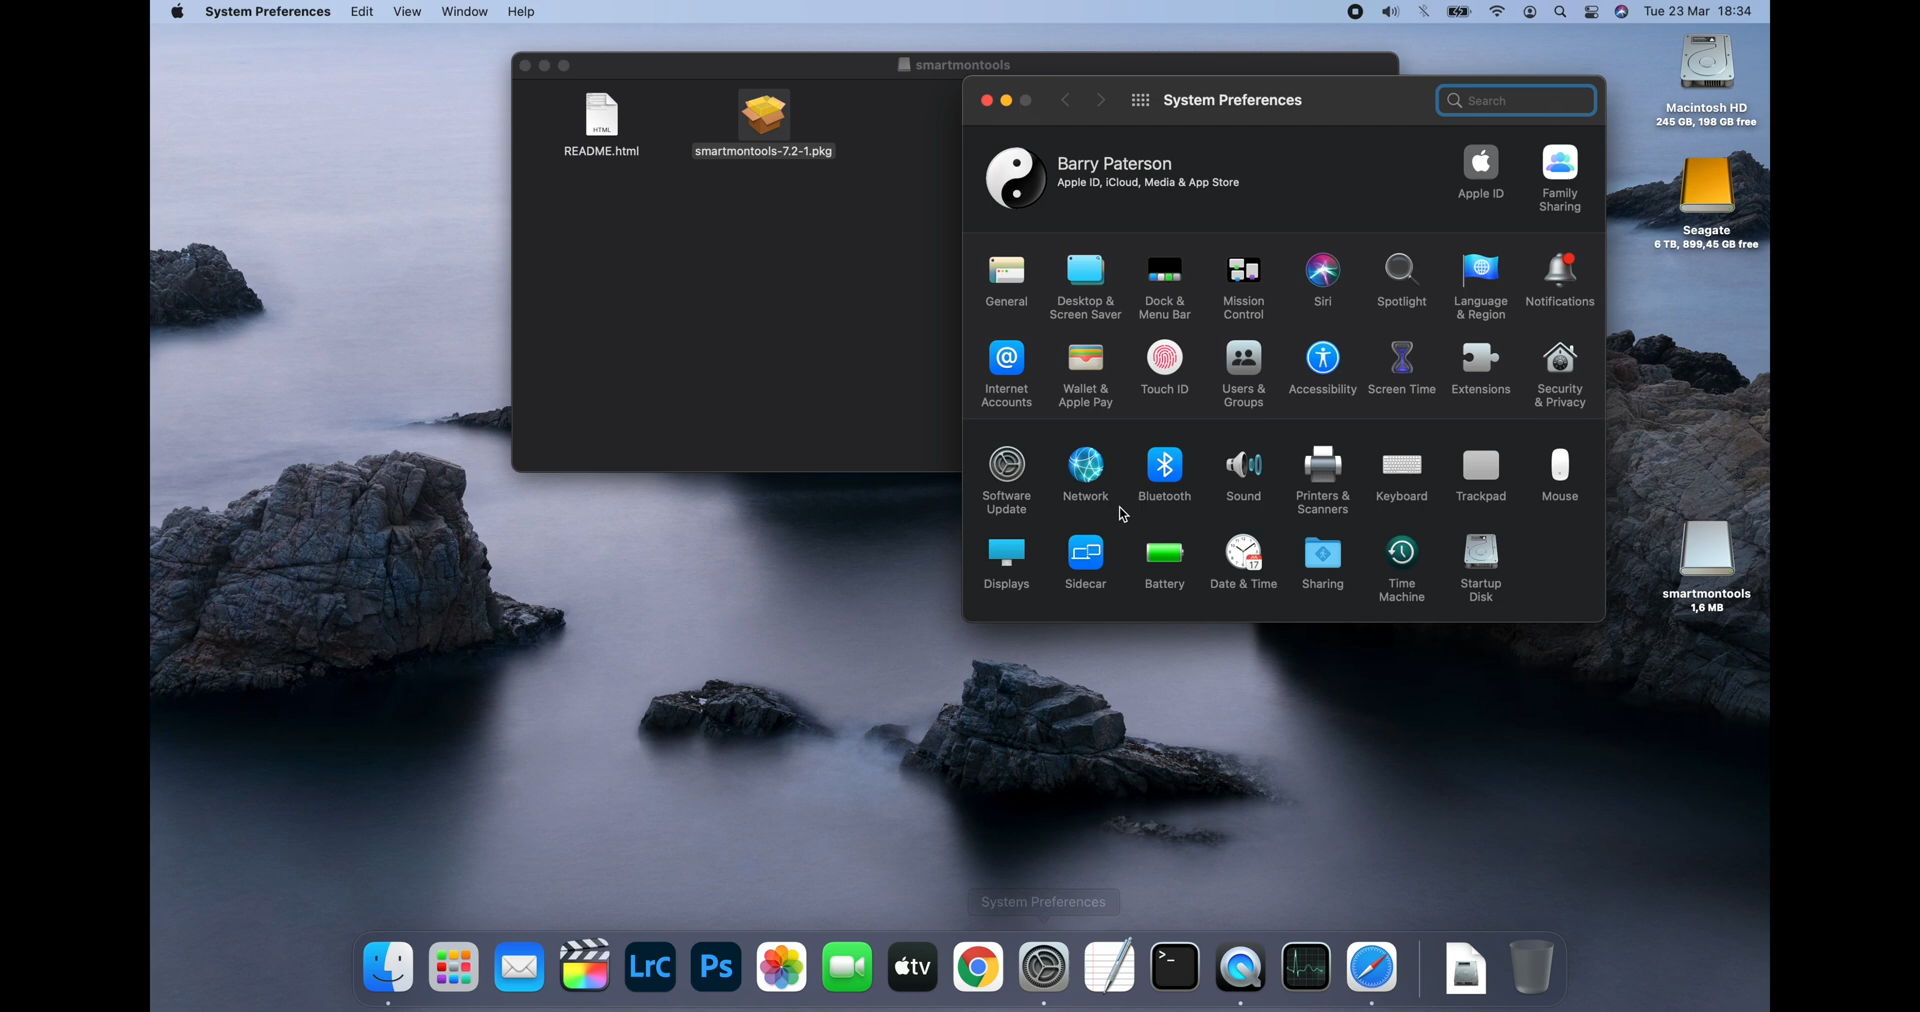 System Preferences Edit View Window Help
Tue 23 Mar 18:34
smartmontools
HTML
README.html
smartmontools-7.2-1.pkg
System Preferences
Search
Barry Paterson
Apple ID, iCloud, Media & App Store
Apple ID
Family
Sharing
General
Desktop &
Screen Saver
Dock &
Menu Bar
Mission
Control
Siri
Spotlight
Language
& Region
Notifications
Internet
Accounts
Wallet &
Apple Pay
Touch ID
Users &
Groups
Accessibility
Screen Time
Extensions
Security
& Privacy
Software
Update
Network
Bluetooth
Sound
Printers &
Scanners
Keyboard
Trackpad
Mouse
Displays
Sidecar
Battery
17
Date & Time
Sharing
Time
Machine
Startup
Disk
Macintosh HD
245 GB, 198 GB free
Seagate
6 TB, 899,45 GB free
smartmontools
1,6 MB
System Preferences
LrC
Ps
tv
>_